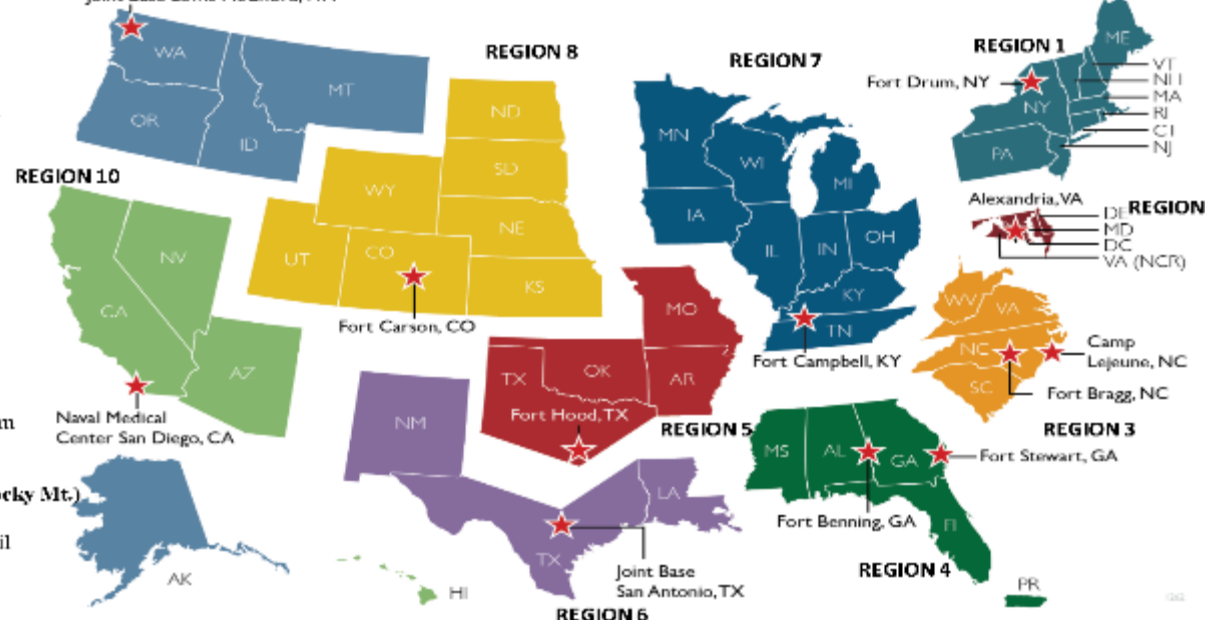 WA
REGION 8
REGION 7
REGION 1
ME
VT
Fort Drum, NY
NH
MT
ND
MA
OR
MN
NY
RI
CT
ID
WI
PA
NJ
SD
MI
REGION 10
WY
Alexandria, VA
IA
DE
REGION
NE
MD
OH
DC
NV
UT
CO
IL
IN
VA (NCR)
KS
KY
WV
VA
MO
CA
Fort Carson, CO
TN
Fort Campbell, KY
NC
Camp
Lejeune, NC
AZ
TX
OK
AR
SC
Fort Bragg, NC
Naval Medical
Center San Diego, CA
NM
Fort Hood, TX
REGION 5
REGION 3
MS
AL
GA
Fort Stewart, GA
ocky Mt.)
LA
Fort Benning, GA
TX
REGION 4
AK
HI
Joint Base
San Antonio, TX
PR
REGION 6